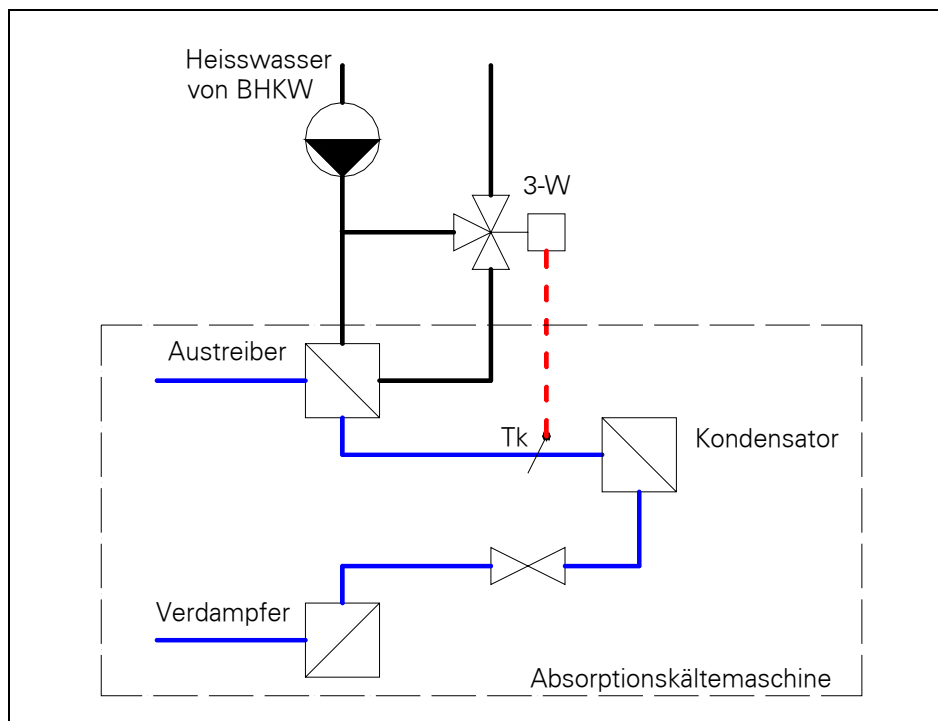 Heisswasser
von BHKW
3-W
Austreiber
Tk
Kondensator
Verdampfer
Absorptionskältemaschine